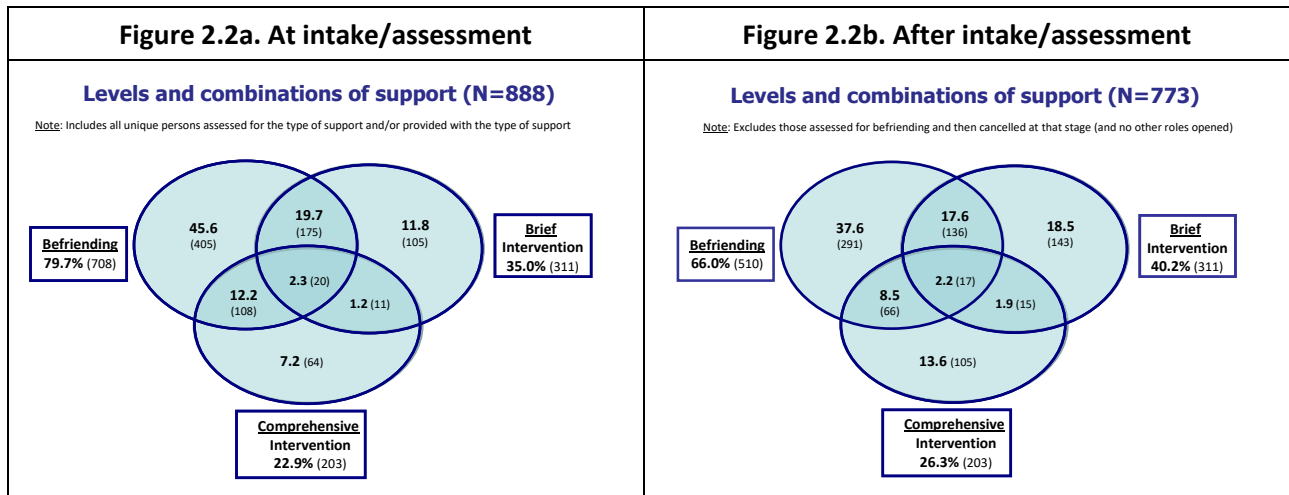 Figure 2.2a. At intake/assessment
Levels and combinations of support (N=888)
Note: Includes all unique persons assessed for the type of support and/or provided with the type of support
45.6
(405)
19.7
(175)
11.8
(105)
Befriending
79.7% (708)
Brief
Intervention
35.0% (311)
2.3 (20)
12.2
(108)
1.2 (11)
7.2 (64)
Comprehensive
Intervention
22.9% (203)
Figure 2.2b. After intake/assessment
Levels and combinations of support (N=773)
Note: Excludes those assessed for befriending and then cancelled at that stage (and no other roles opened)
37.6
(291)
17.6
(136)
18.5
(143)
Befriending
66.0% (510)
Brief
Intervention
40.2% (311)
2.2 (17)
8.5
(66)
1.9 (15)
13.6 (105)
Comprehensive
Intervention
26.3% (203)